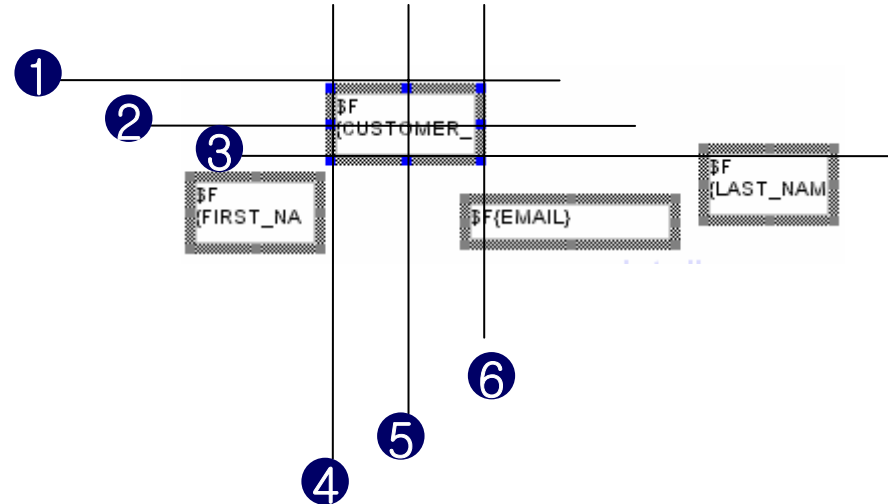 1
2
$F
{CUSTOMER_
3
$F
{LAST_NAM
$F
{FIRST_NA
$F{EMAIL}
6
5
4